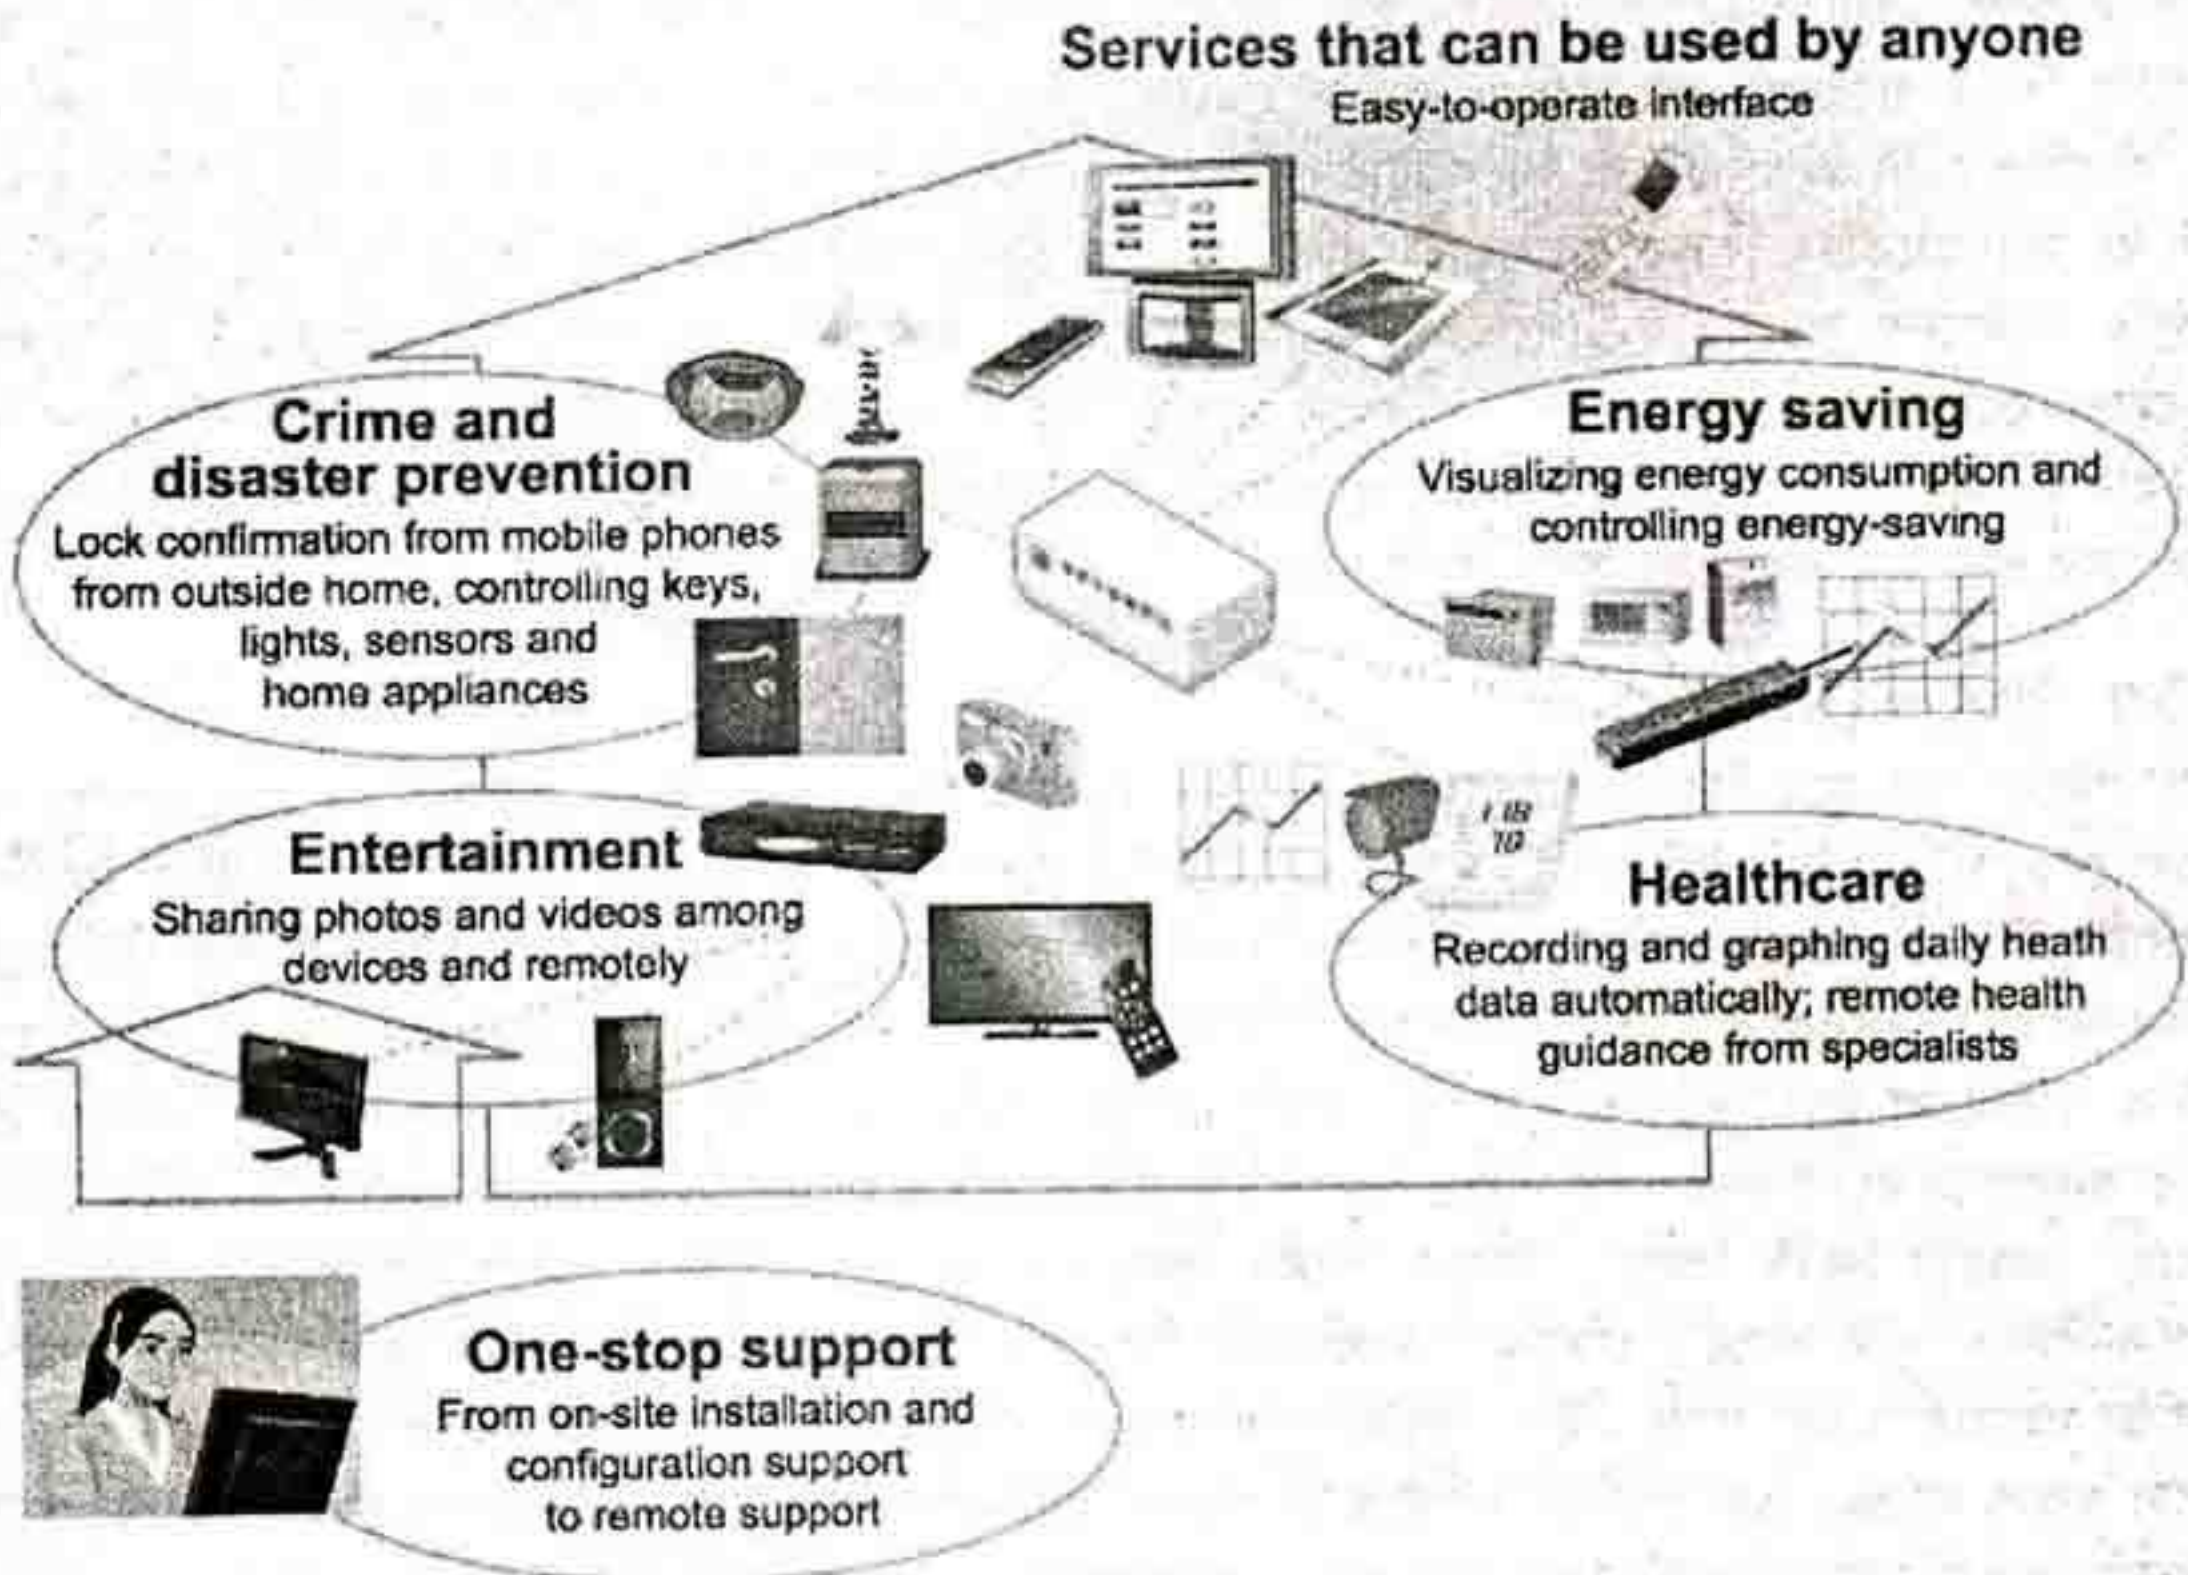 Services that can be used by anyone
Easy-to-operate interface
Crime and
disaster prevention
Lock confirmation from mobile phones
from outside home, controlling keys,
lights, sensors and
home appliances
Energy saving
Visualizing energy consumption and
controlling energy-saving
Entertainment
Sharing photos and videos among
devices and remotely
Healthcare
Recording and graphing daily heath
data automatically; remote health
guidance from specialists
One-stop support
From on-site installation and
configuration support
to remote support